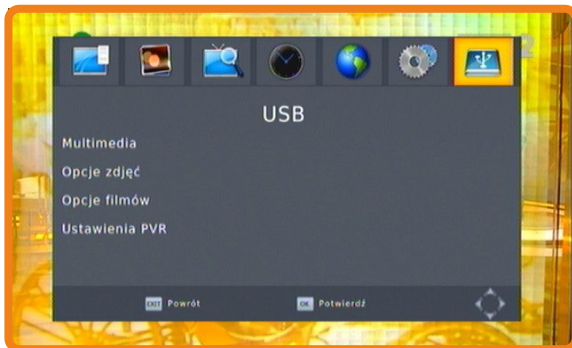 USB
Multimedia
Opcje zdjęć
Opcje filmów
Ustawienia PVR
EXIT Powrót
OK Potwierdź